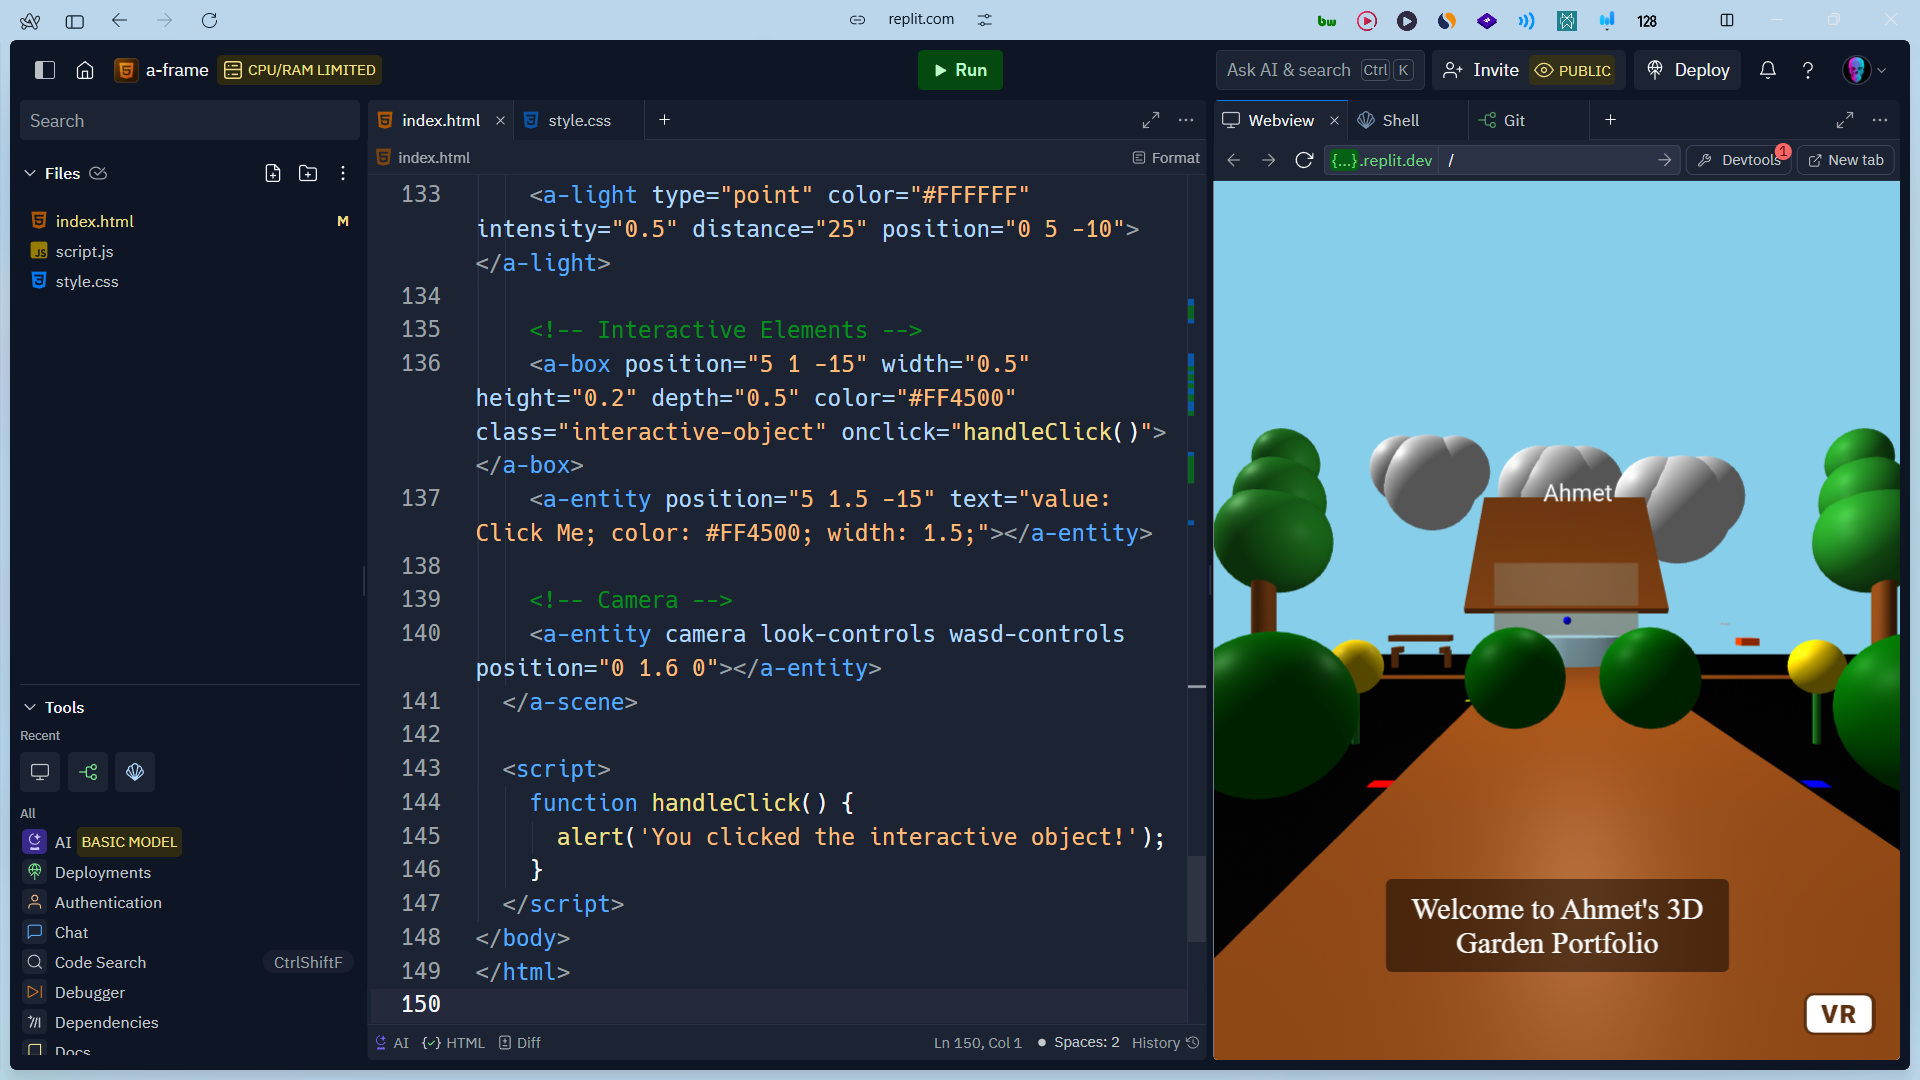 replit.com
bw
128
a-frame
CPU/RAM LIMITED
Run
Ask AI & search
Ctrl
K
Invite
PUBLIC
Deploy
Search
Files
index.html
M
JS
script.js
style.css
Tools
Recent
All
AI
BASIC MODEL
Deployments
Authentication
Chat
Code Search
CtrlShiftF
Debugger
Dependencies
Docs
index.html
style.css
index.html
Format
133 <a-light type="point" color="#FFFFFF"
intensity="0.5" distance="25" position="0 5 -10">
</a-light>
134
135 <!-- Interactive Elements -->
136 <a-box position="5 1 -15" width="0.5"
height="0.2" depth="0.5" color="#FF4500"
class="interactive-object" onclick="handleClick()">
</a-box>
137 <a-entity position="5 1.5 -15" text="value:
Click Me; color: #FF4500; width: 1.5;"></a-entity>
138
139 <!-- Camera -->
140 <a-entity camera look-controls wasd-controls
position="0 1.6 0"></a-entity>
141 </a-scene>
142
143 <script>
144 function handleClick() {
145 alert('You clicked the interactive object!');
146 }
147 </script>
148 </body>
149 </html>
150
AI
HTML
Diff
Ln 150, Col 1
Spaces: 2
History
Webview
Shell
Git
{...}.replit.dev
/
Devtools
1
New tab
Ahmet
Welcome to Ahmet's 3D
Garden Portfolio
VR